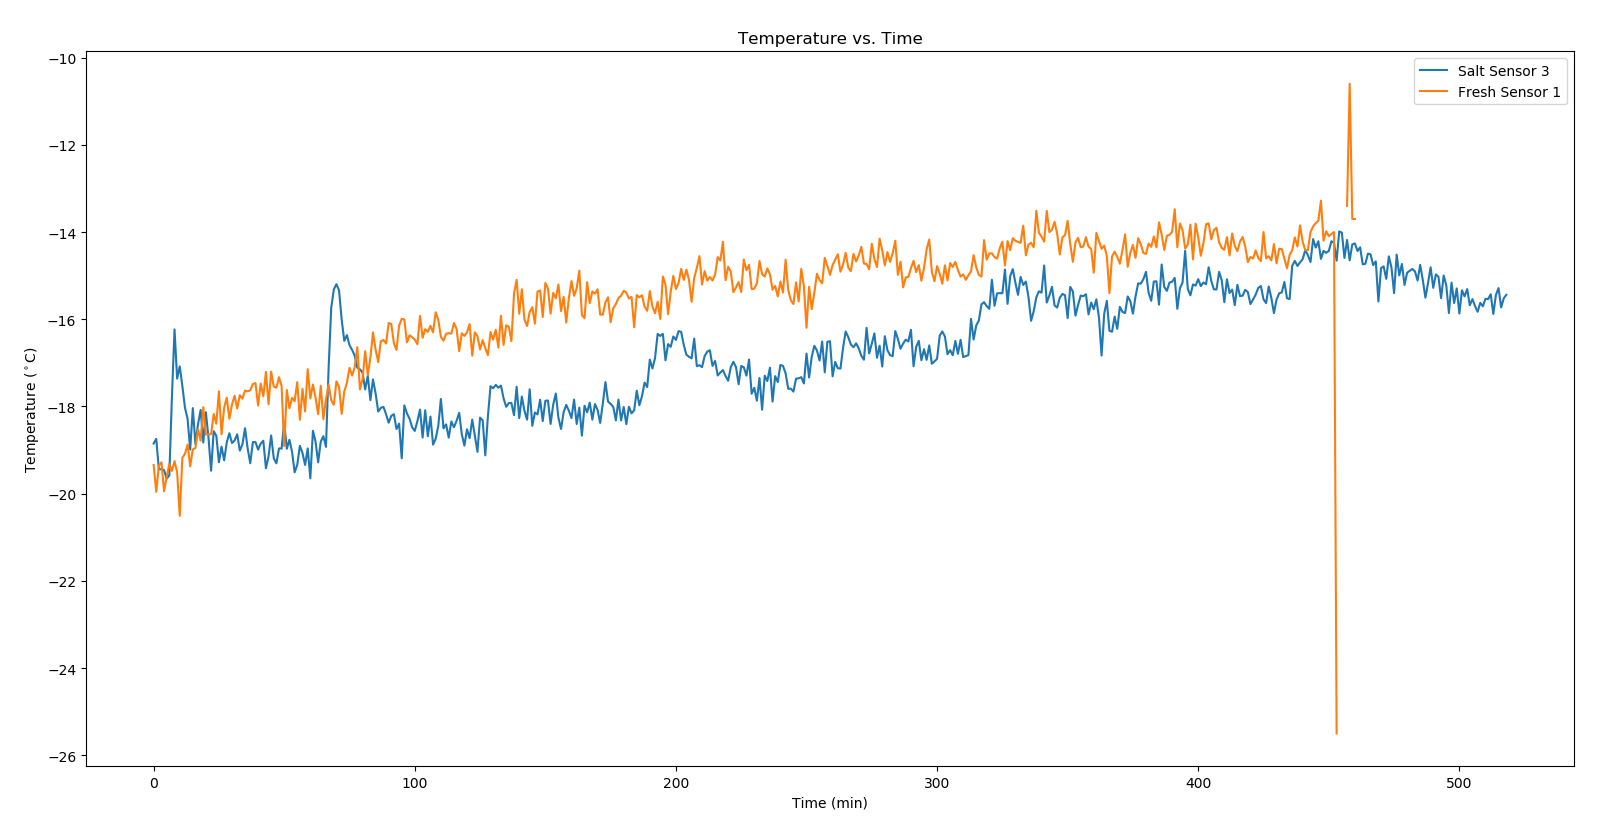 Temperature vs. Time
Salt Sensor 3
Fresh Sensor 1
Temperature (°C)
−10
−12
−14
−16
−18
−20
−22
−24
−26
0 100 200 300 400 500
Time (min)